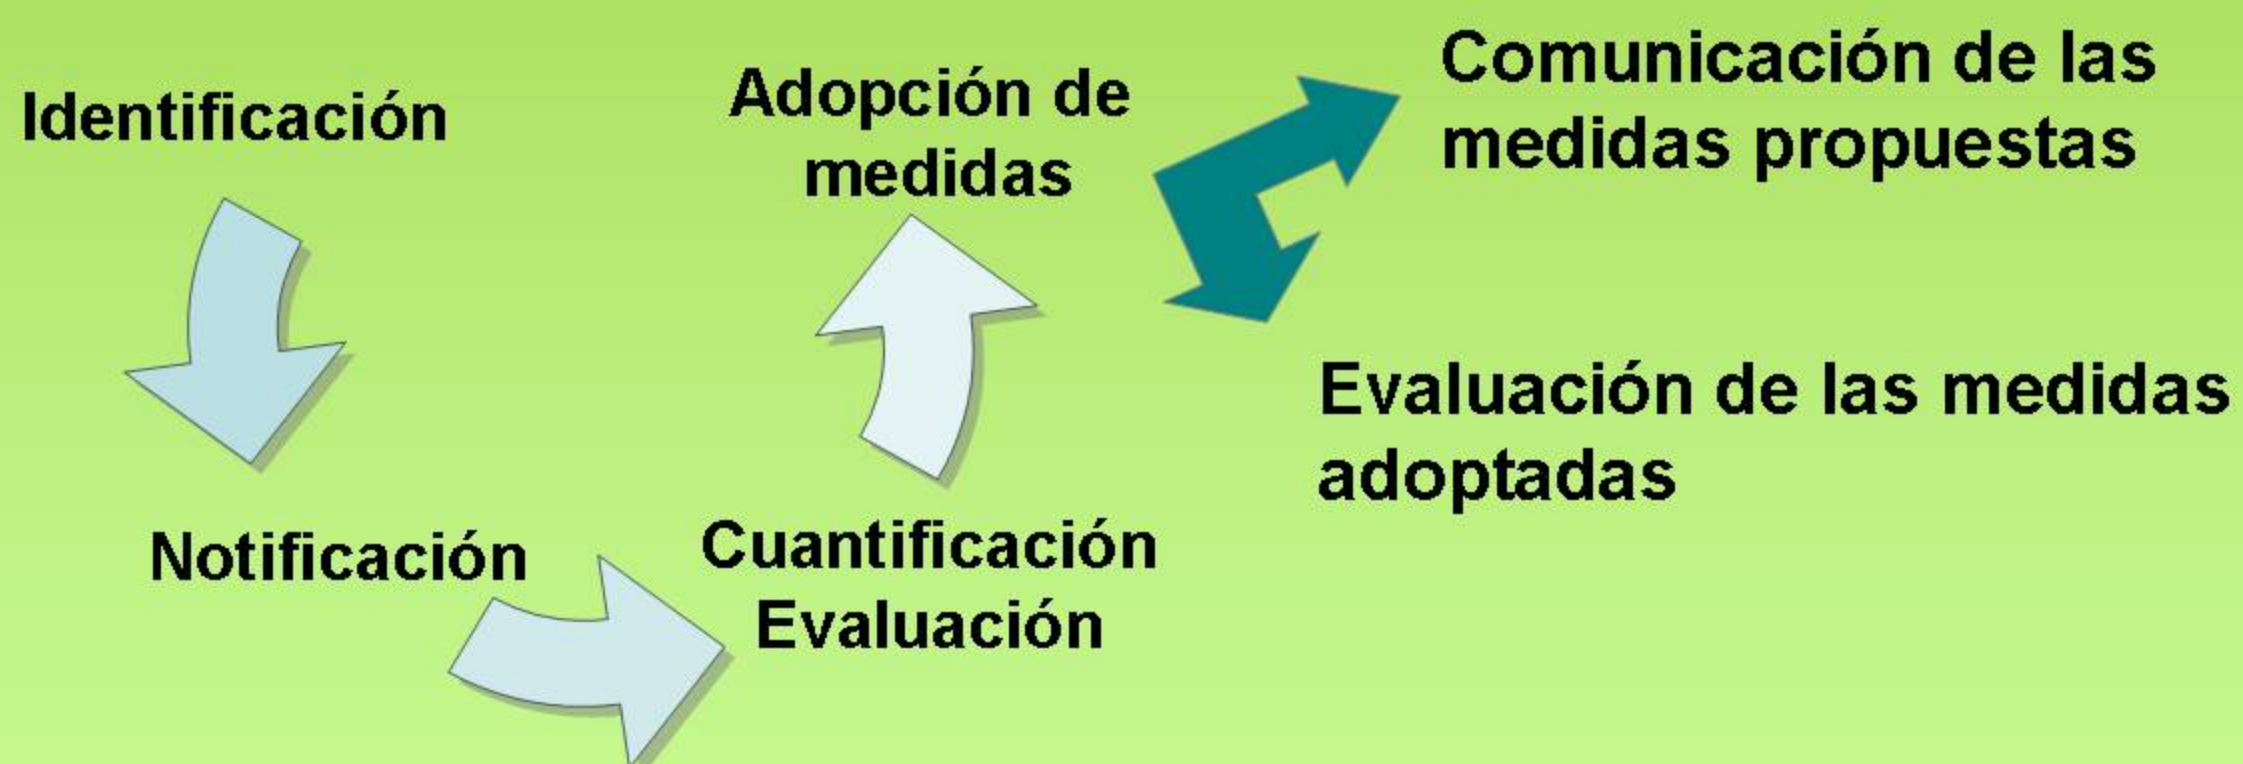 Identificación
Notificación
Cuantificación
Evaluación
Adopción de
medidas
Comunicación de las
medidas propuestas
Evaluación de las medidas
adoptadas